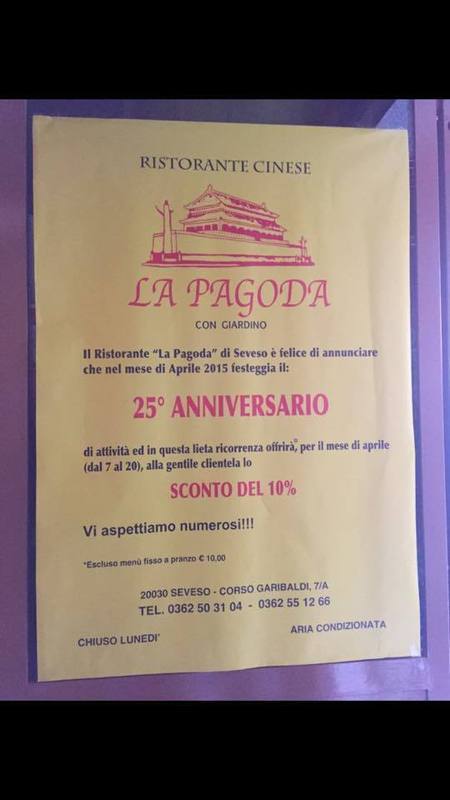 RISTORANTE CINESE
LA PAGODA
CON GIARDINO
Il Ristorante "La Pagoda" di Seveso è felice di annunciare
che nel mese di Aprile 2015 festeggia il:
25° ANNIVERSARIO
di attività ed in questa lieta ricorrenza offrirà,* per il mese di aprile
(dal 7 al 20), alla gentile clientela lo
SCONTO DEL 10%
Vi aspettiamo numerosi!!!
*Escluso menù fisso a pranzo € 10,00
20030 SEVESO - CORSO GARIBALDI, 7/A
TEL. 0362 50 31 04 - 0362 55 12 66
CHIUSO LUNEDI'
ARIA CONDIZIONATA